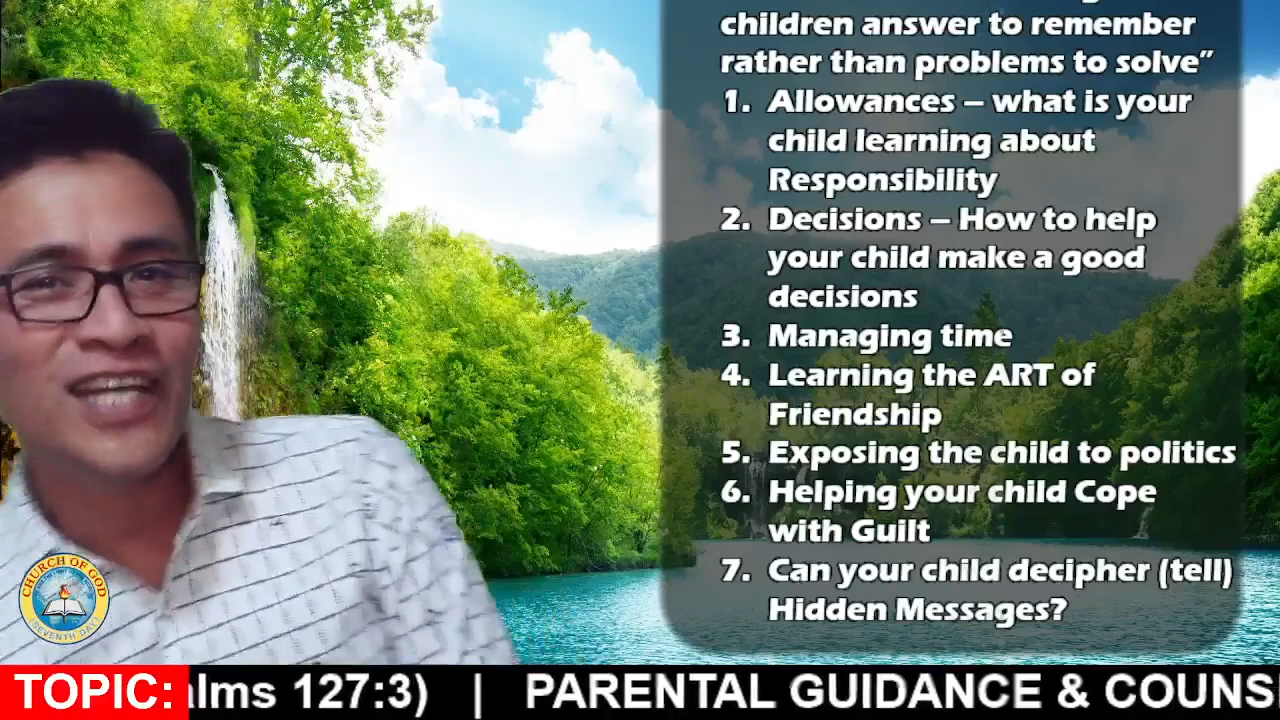 children answer to remember
rather than problems to solve”
1. Allowances – what is your
child learning about
Responsibility
2. Decisions – How to help
your child make a good
decisions
3. Managing time
4. Learning the ART of
Friendship
5. Exposing the child to politics
6. Helping your child Cope
with Guilt
7. Can your child decipher (tell)
Hidden Messages?
CHURCH OF GOD
(SEVENTH DAY)
TOPIC: alms 127:3) | PARENTAL GUIDANCE & COUNS